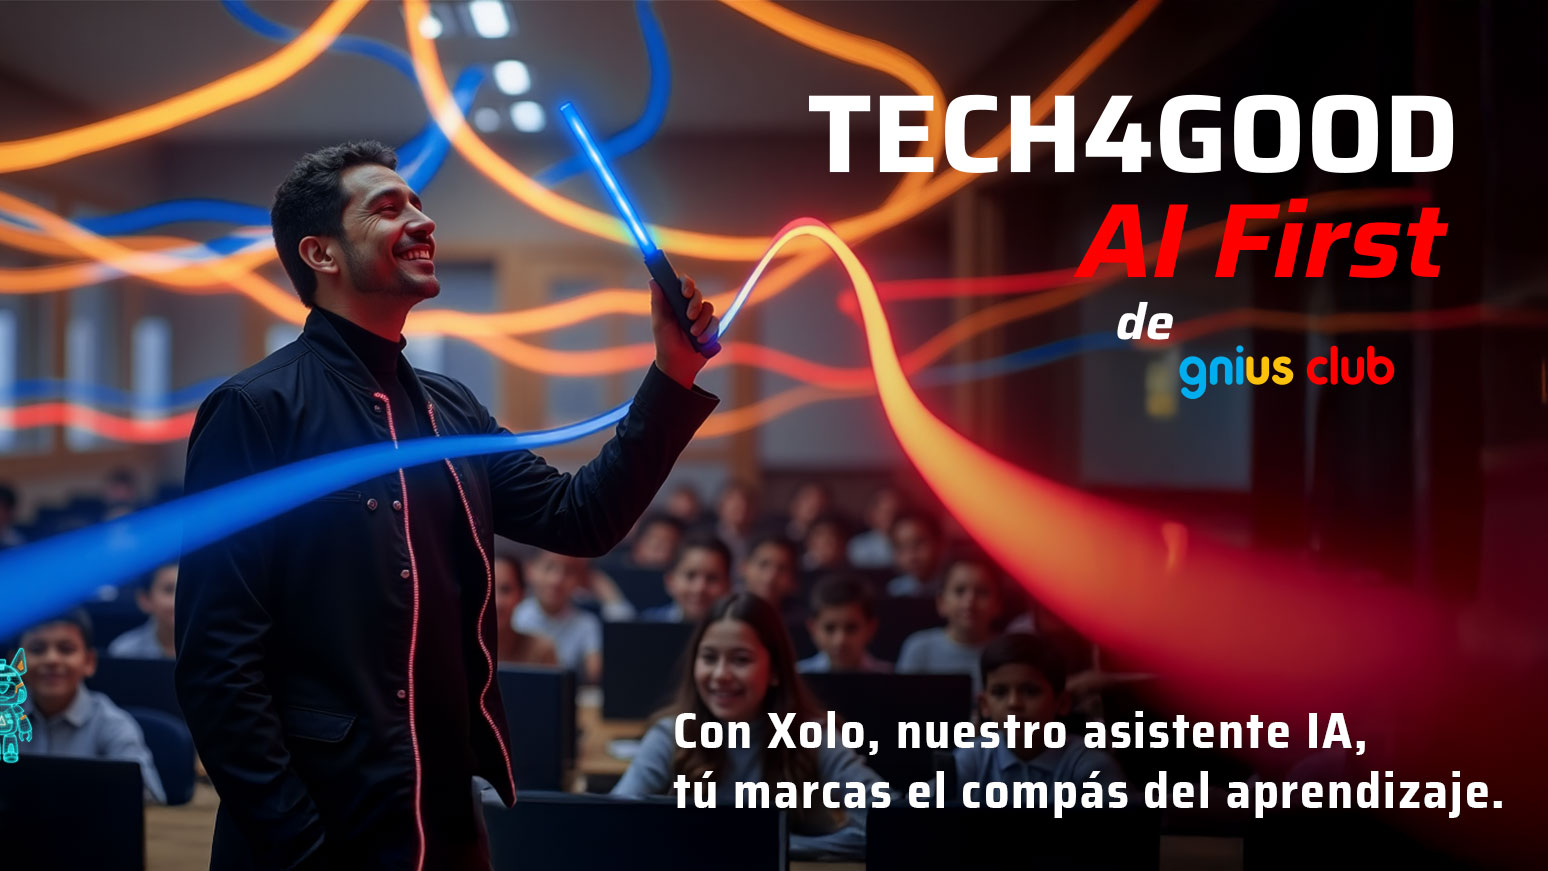 TECH4GOOD
AI First
de
gnius club
Con Xolo, nuestro asistente IA,
tú marcas el compás del aprendizaje.